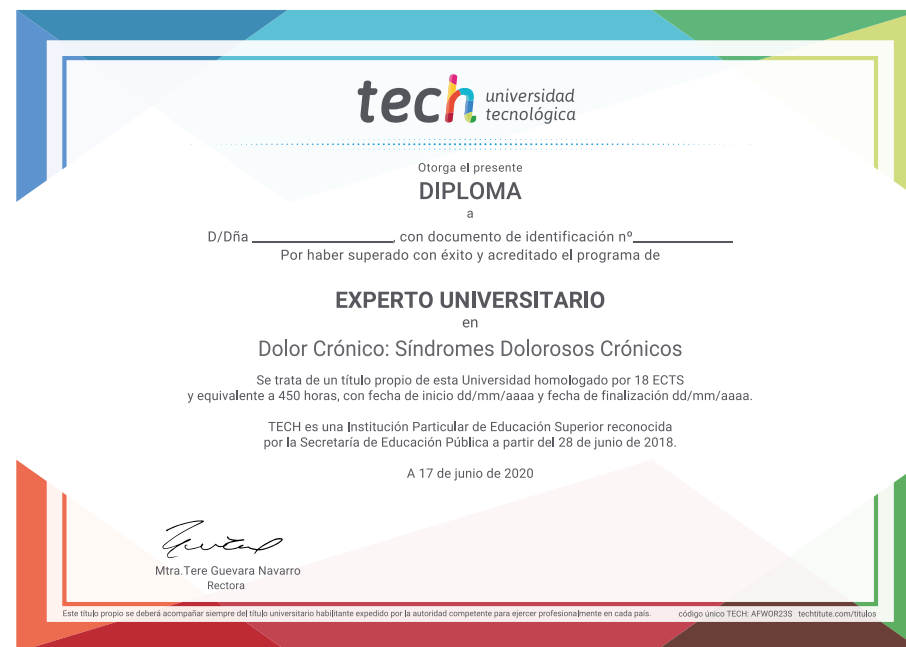 tech universidad
tecnológica
Otorga el presente
DIPLOMA
a
D/Dña ____________________, con documento de identificación nº______________
Por haber superado con éxito y acreditado el programa de
EXPERTO UNIVERSITARIO
en
Dolor Crónico: Síndromes Dolorosos Crónicos
Se trata de un título propio de esta Universidad homologado por 18 ECTS
y equivalente a 450 horas, con fecha de inicio dd/mm/aaaa y fecha de finalización dd/mm/aaaa.
TECH es una Institución Particular de Educación Superior reconocida
por la Secretaría de Educación Pública a partir del 28 de junio de 2018.
A 17 de junio de 2020
Mtra.Tere Guevara Navarro
Rectora
Este título propio se deberá acompañar siempre del título universitario habilitante expedido por la autoridad competente para ejercer profesionalmente en cada país. código único TECH: AFWOR23S techtitute.com/titulos